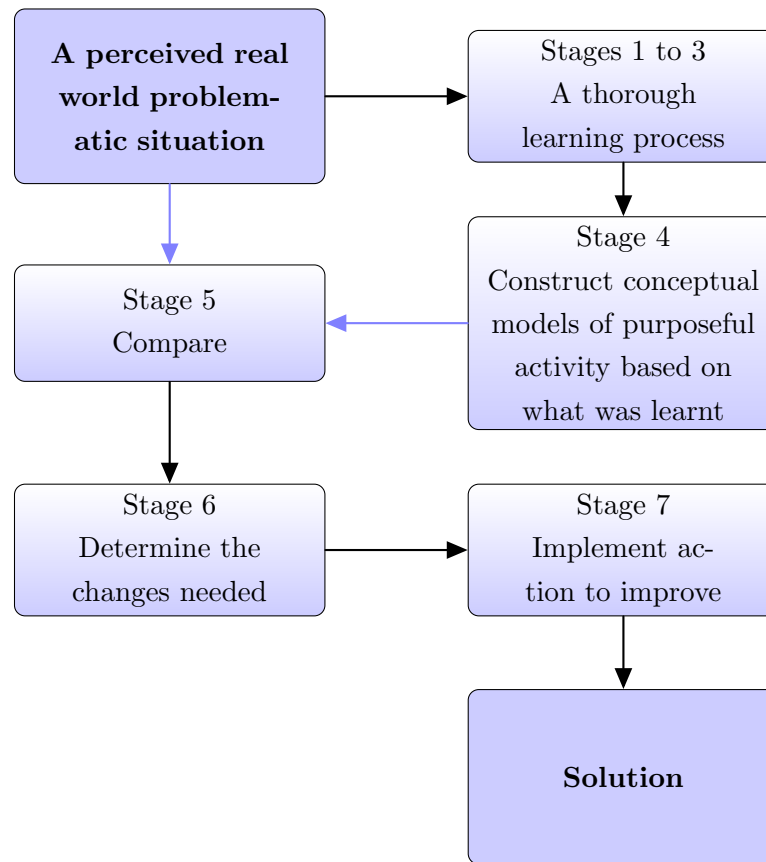 A perceived real
world problem-
atic situation
Stages 1 to 3
A thorough
learning process
Stage 4
Construct conceptual
models of purposeful
activity based on
what was learnt
Stage 5
Compare
Stage 6
Determine the
changes needed
Stage 7
Implement ac-
tion to improve
Solution